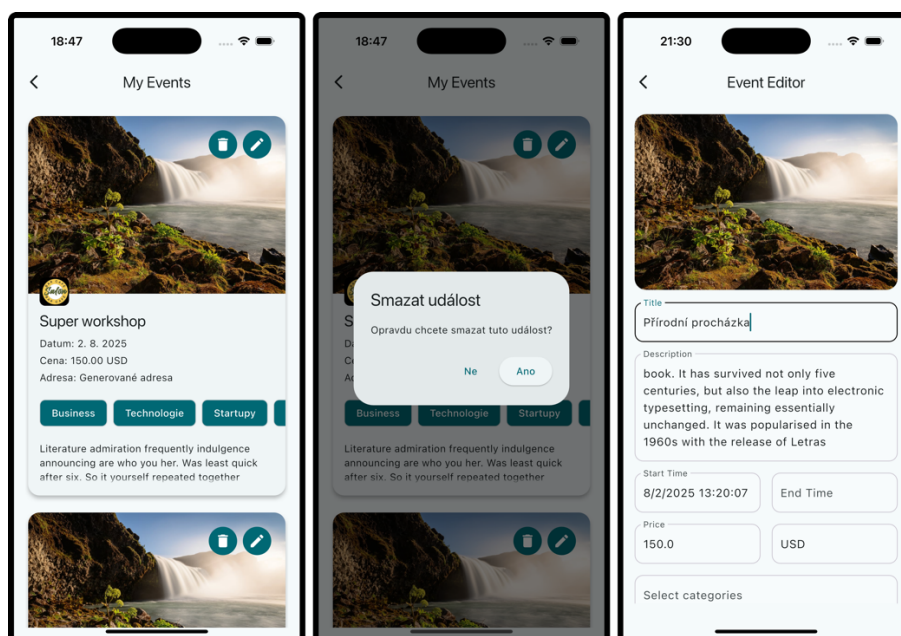 18:47
My Events
Super workshop
Datum: 2. 8. 2025
Cena: 150.00 USD
Adresa: Generované adresa
Business
Technologie
Startupy
Literature admiration frequently indulgence
announcing are who you her. Was least quick
after six. So it yourself repeated together
18:47
My Events
Smazat událost
Opravdu chcete smazat tuto událost?
Ne
Ano
Business
Technologie
Startupy
Literature admiration frequently indulgence
announcing are who you her. Was least quick
after six. So it yourself repeated together
21:30
Event Editor
Title
Přírodní procházka
Description
book. It has survived not only five
centuries, but also the leap into electronic
typesetting, remaining essentially
unchanged. It was popularised in the
1960s with the release of Letras
Start Time
8/2/2025 13:20:07
End Time
Price
150.0
USD
Select categories